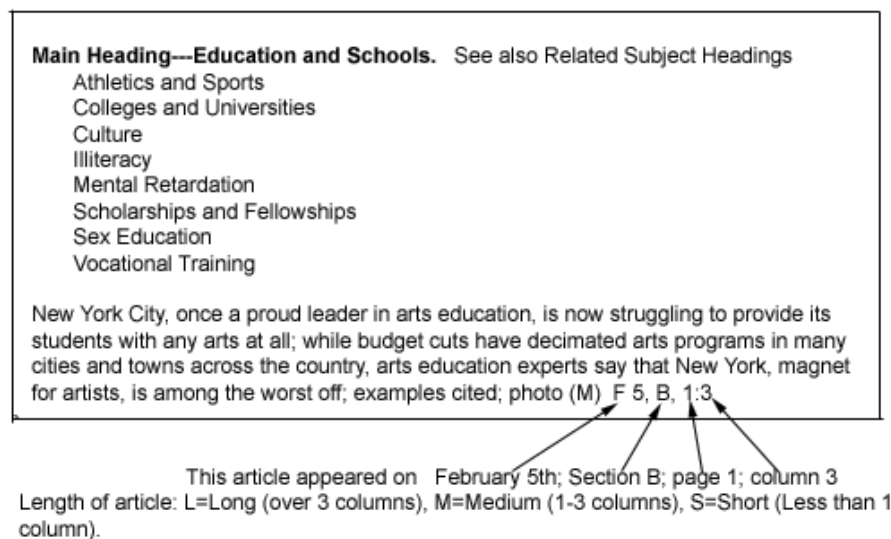 Main Heading---Education and Schools.   See also Related Subject Headings
Athletics and Sports
Colleges and Universities
Culture
Illiteracy
Mental Retardation
Scholarships and Fellowships
Sex Education
Vocational Training
New York City, once a proud leader in arts education, is now struggling to provide its
students with any arts at all; while budget cuts have decimated arts programs in many
cities and towns across the country, arts education experts say that New York, magnet
for artists, is among the worst off; examples cited; photo (M)  F 5, B, 1:3
This article appeared on   February 5th; Section B; page 1; column 3
Length of article: L=Long (over 3 columns), M=Medium (1-3 columns), S=Short (Less than 1
column).